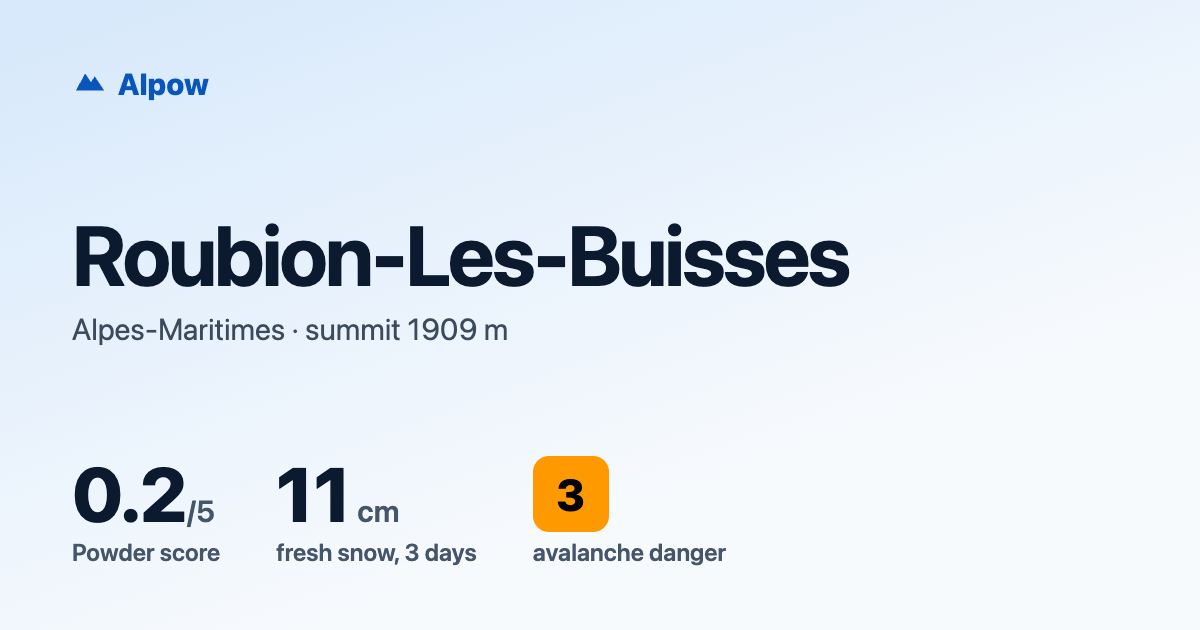 Alpow
Roubion-Les-Buisses
Alpes-Maritimes · summit 1909 m
0.2/5 11 cm 3
Powder score fresh snow, 3 days avalanche danger